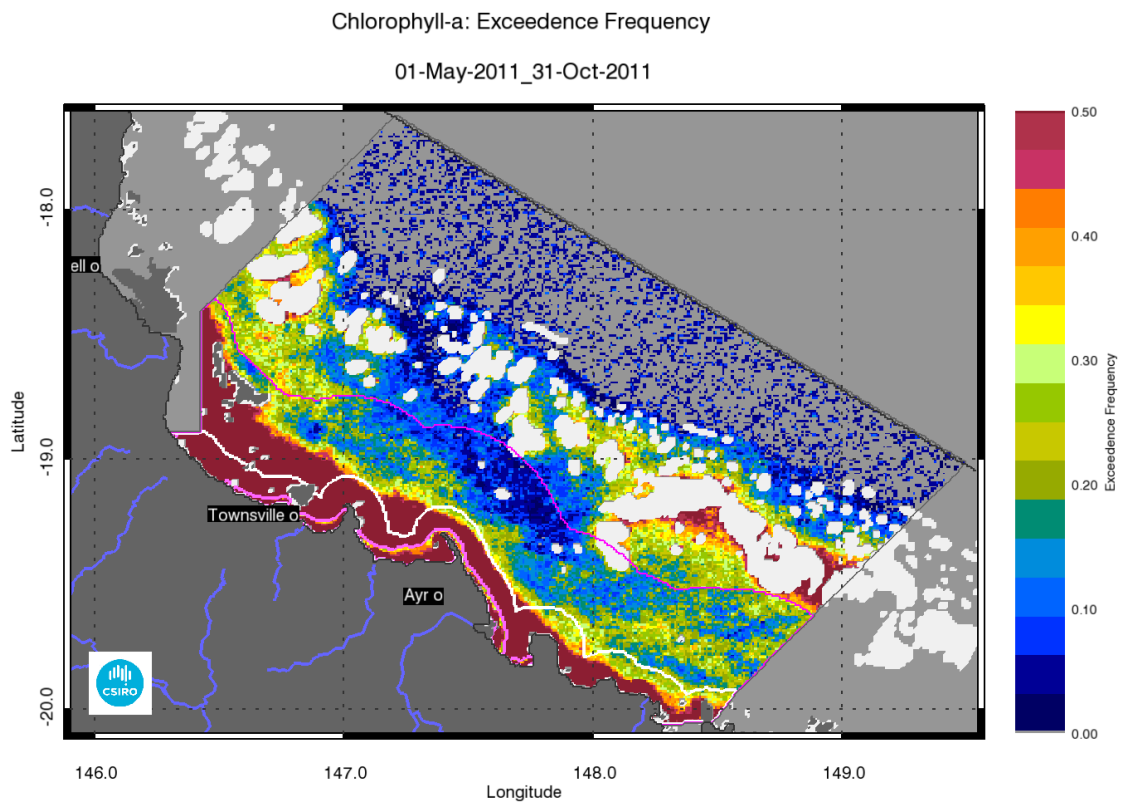 Chlorophyll-a: Exceedence Frequency
01-May-2011_31-Oct-2011
0.50
0.40
0.30
0.20
0.10
0.00
Exceedence Frequency
-18.0
-19.0
-20.0
Latitude
ell o
Townsville o
Ayr o
CSIRO
146.0 147.0 148.0 149.0
Longitude